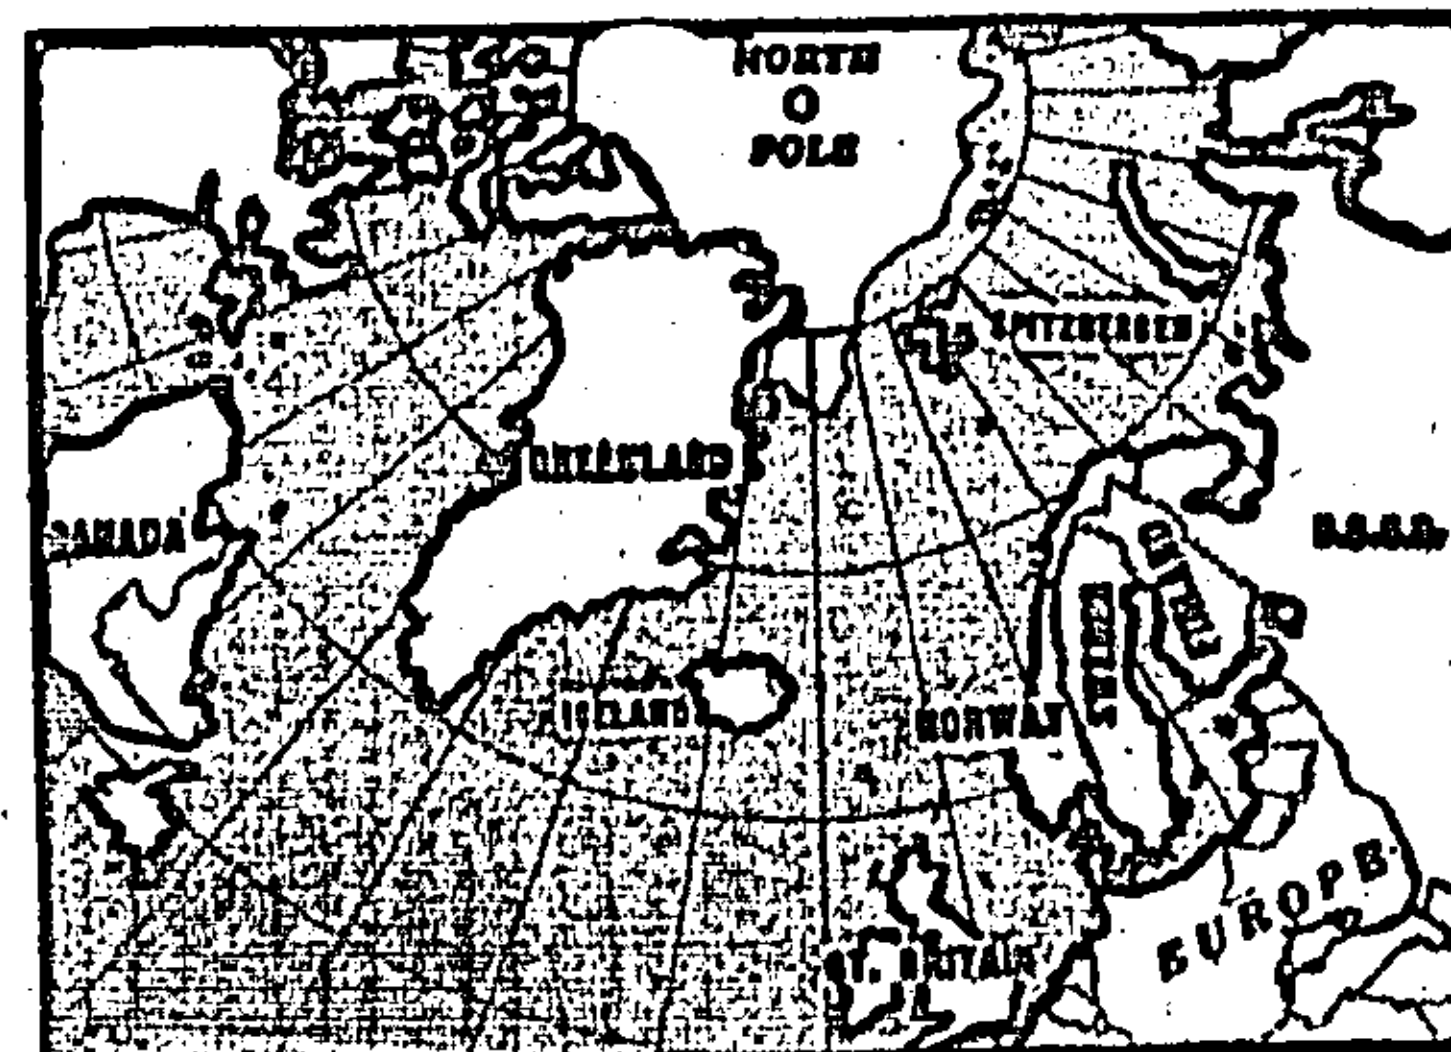 NORTH
POLE
SPITZBERGEN
GREENLAND
CANADA
ICELAND
NORWAY
EUROPE
GT. BRITAIN